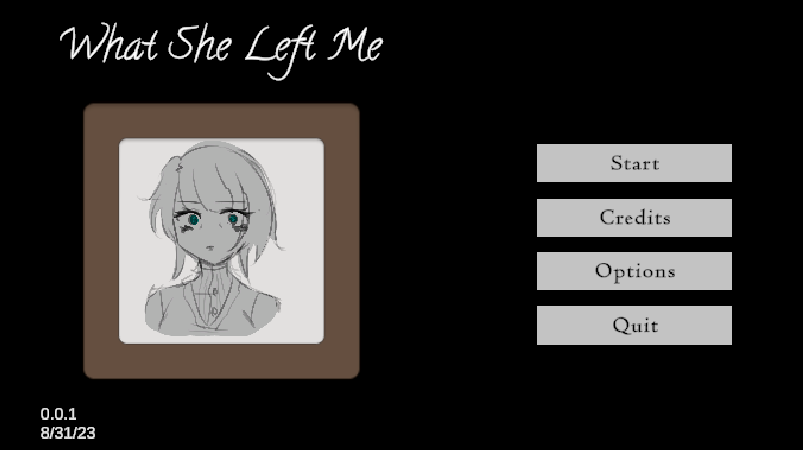 What She Left Me
Start
Credits
Options
Quit
0.0.1
8/31/23